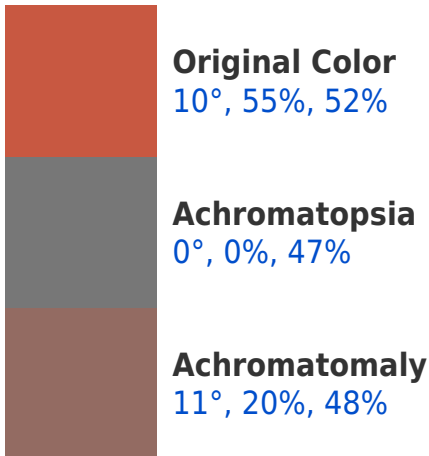 Original Color
10°, 55%, 52%
Achromatopsia
0°, 0%, 47%
Achromatomaly
11°, 20%, 48%